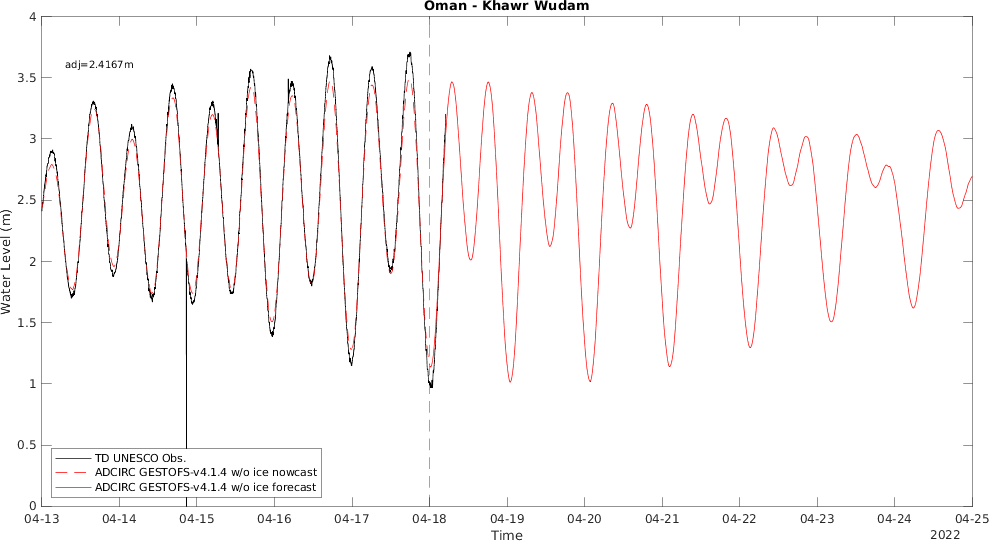 Oman - Khawr Wudam
4
adj=2.4167m
3.5
3
2.5
2
1.5
1
0.5
0
Water Level (m)
TD UNESCO Obs.
ADCIRC GESTOFS-v4.1.4 w/o ice nowcast
ADCIRC GESTOFS-v4.1.4 w/o ice forecast
04-13 04-14 04-15 04-16 04-17 04-18 04-19 04-20 04-21 04-22 04-23 04-24 04-25
Time
2022